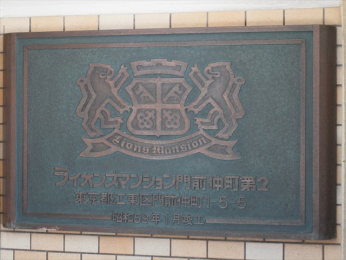 Lions Mansion
ライオンズマンション門前仲町第2
東京都江東区門前仲町1-5-5